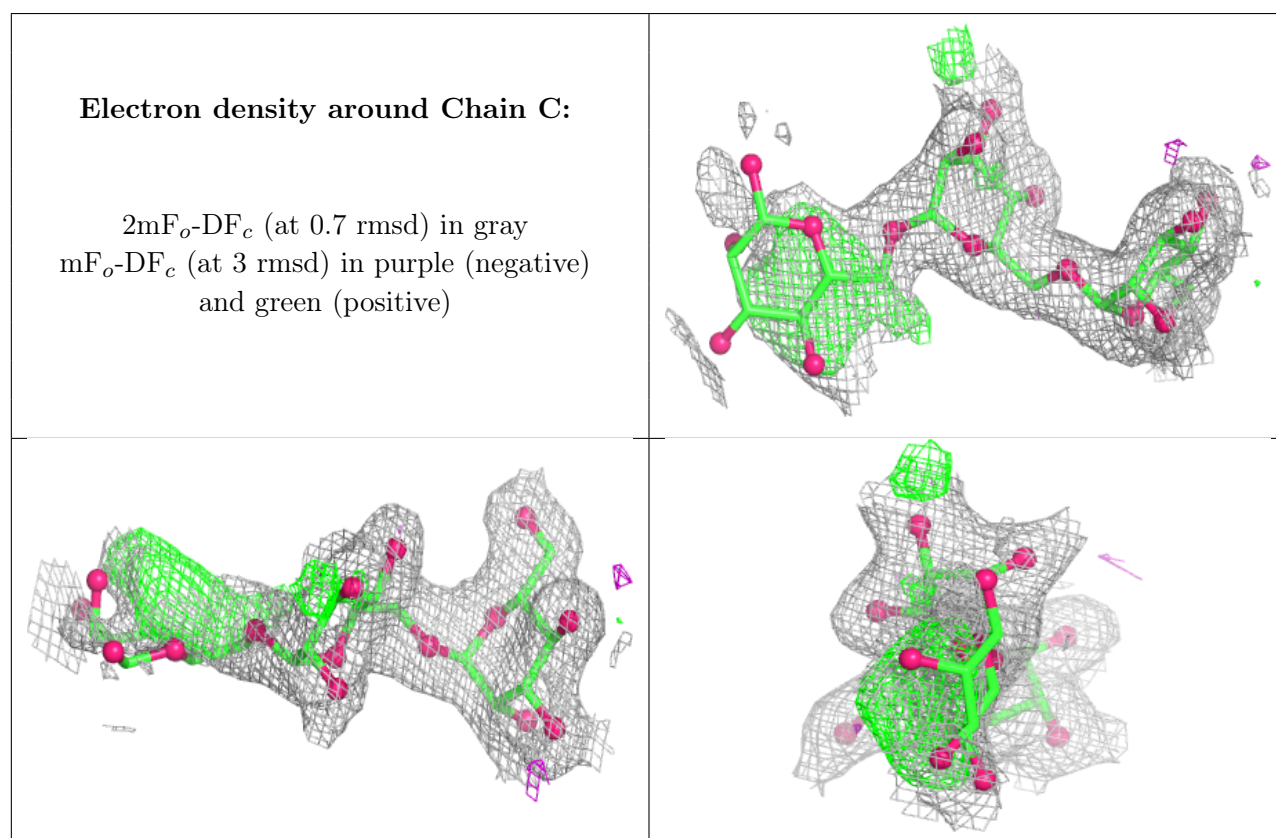 Electron density around Chain C:
2mFo-DFc (at 0.7 rmsd) in gray
mFo-DFc (at 3 rmsd) in purple (negative)
and green (positive)